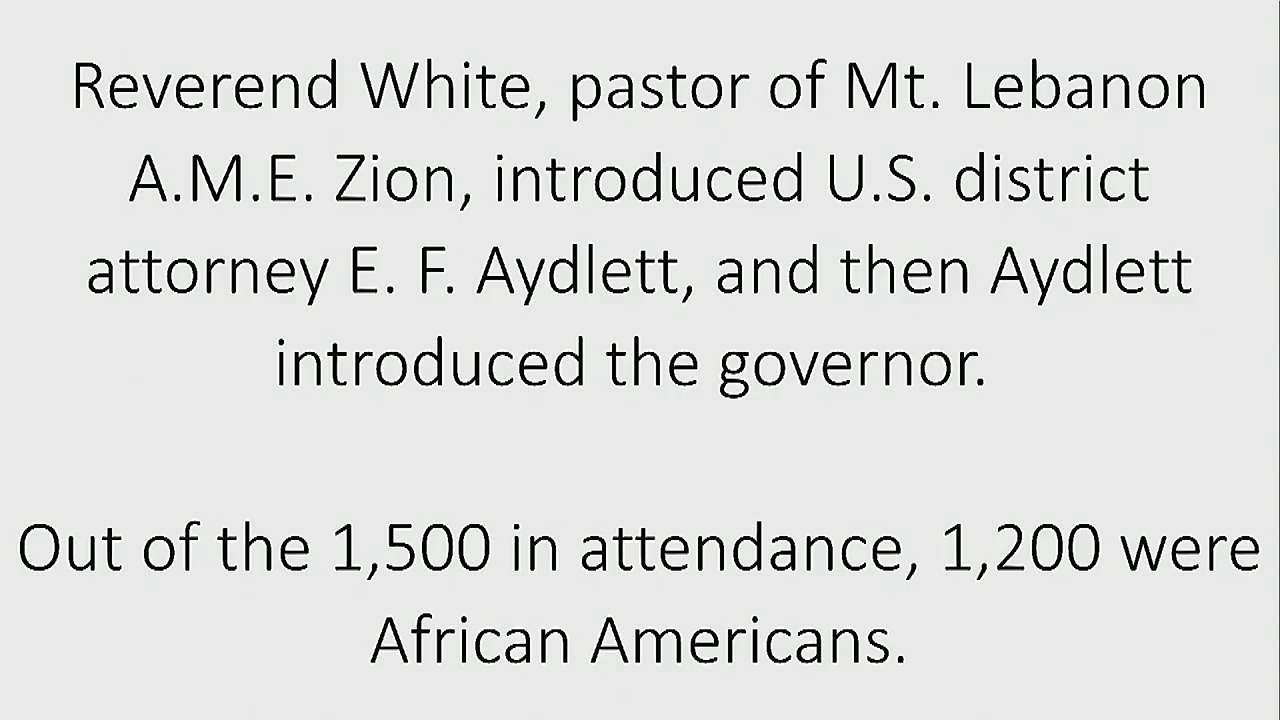 Reverend White, pastor of Mt. Lebanon
A.M.E. Zion, introduced U.S. district
attorney E. F. Aydlett, and then Aydlett
introduced the governor.
Out of the 1,500 in attendance, 1,200 were
African Americans.